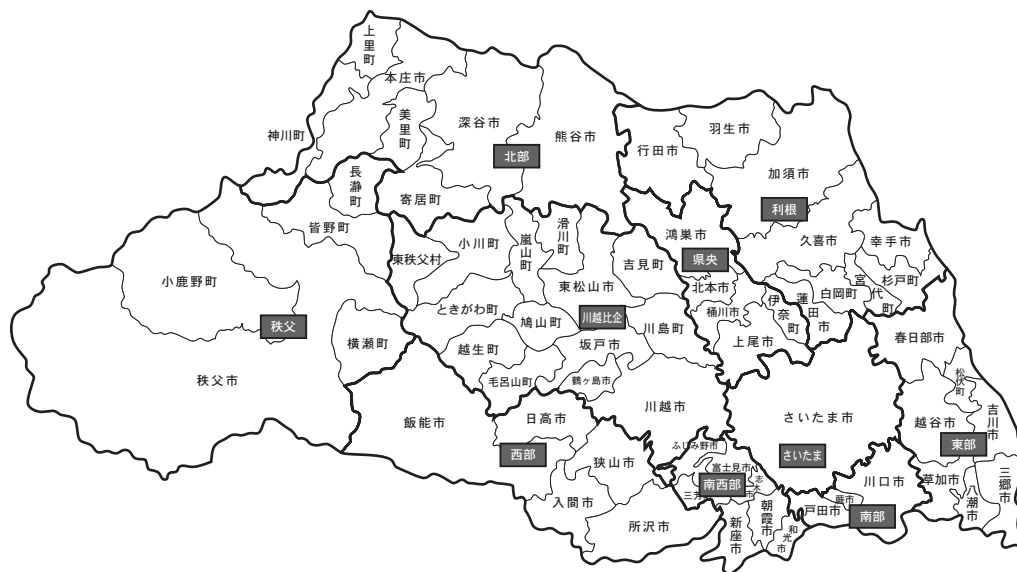 上里町
本庄市
神川町
美里町
深谷市
熊谷市
北部
寄居町
長瀞町
皆野町
小鹿野町
秩父
横瀬町
秩父市
行田市
羽生市
加須市
利根
久喜市
幸手市
杉戸町
宮代町
白岡町
蓮田市
鴻巣市
県央
北本市
桶川市
伊奈町
上尾市
東秩父村
小川町
嵐山町
滑川町
吉見町
東松山市
ときがわ町
鳩山町
川越比企
川島町
越生町
坂戸市
毛呂山町
鶴ヶ島市
川越市
飯能市
日高市
西部
狭山市
入間市
所沢市
ふじみ野市
富士見市
南西部
志木市
三芳
新座市
朝霞市
和光市
さいたま市
さいたま
川口市
蕨市
戸田市
南部
春日部市
松伏町
越谷市
吉川市
東部
草加市
八潮市
三郷市